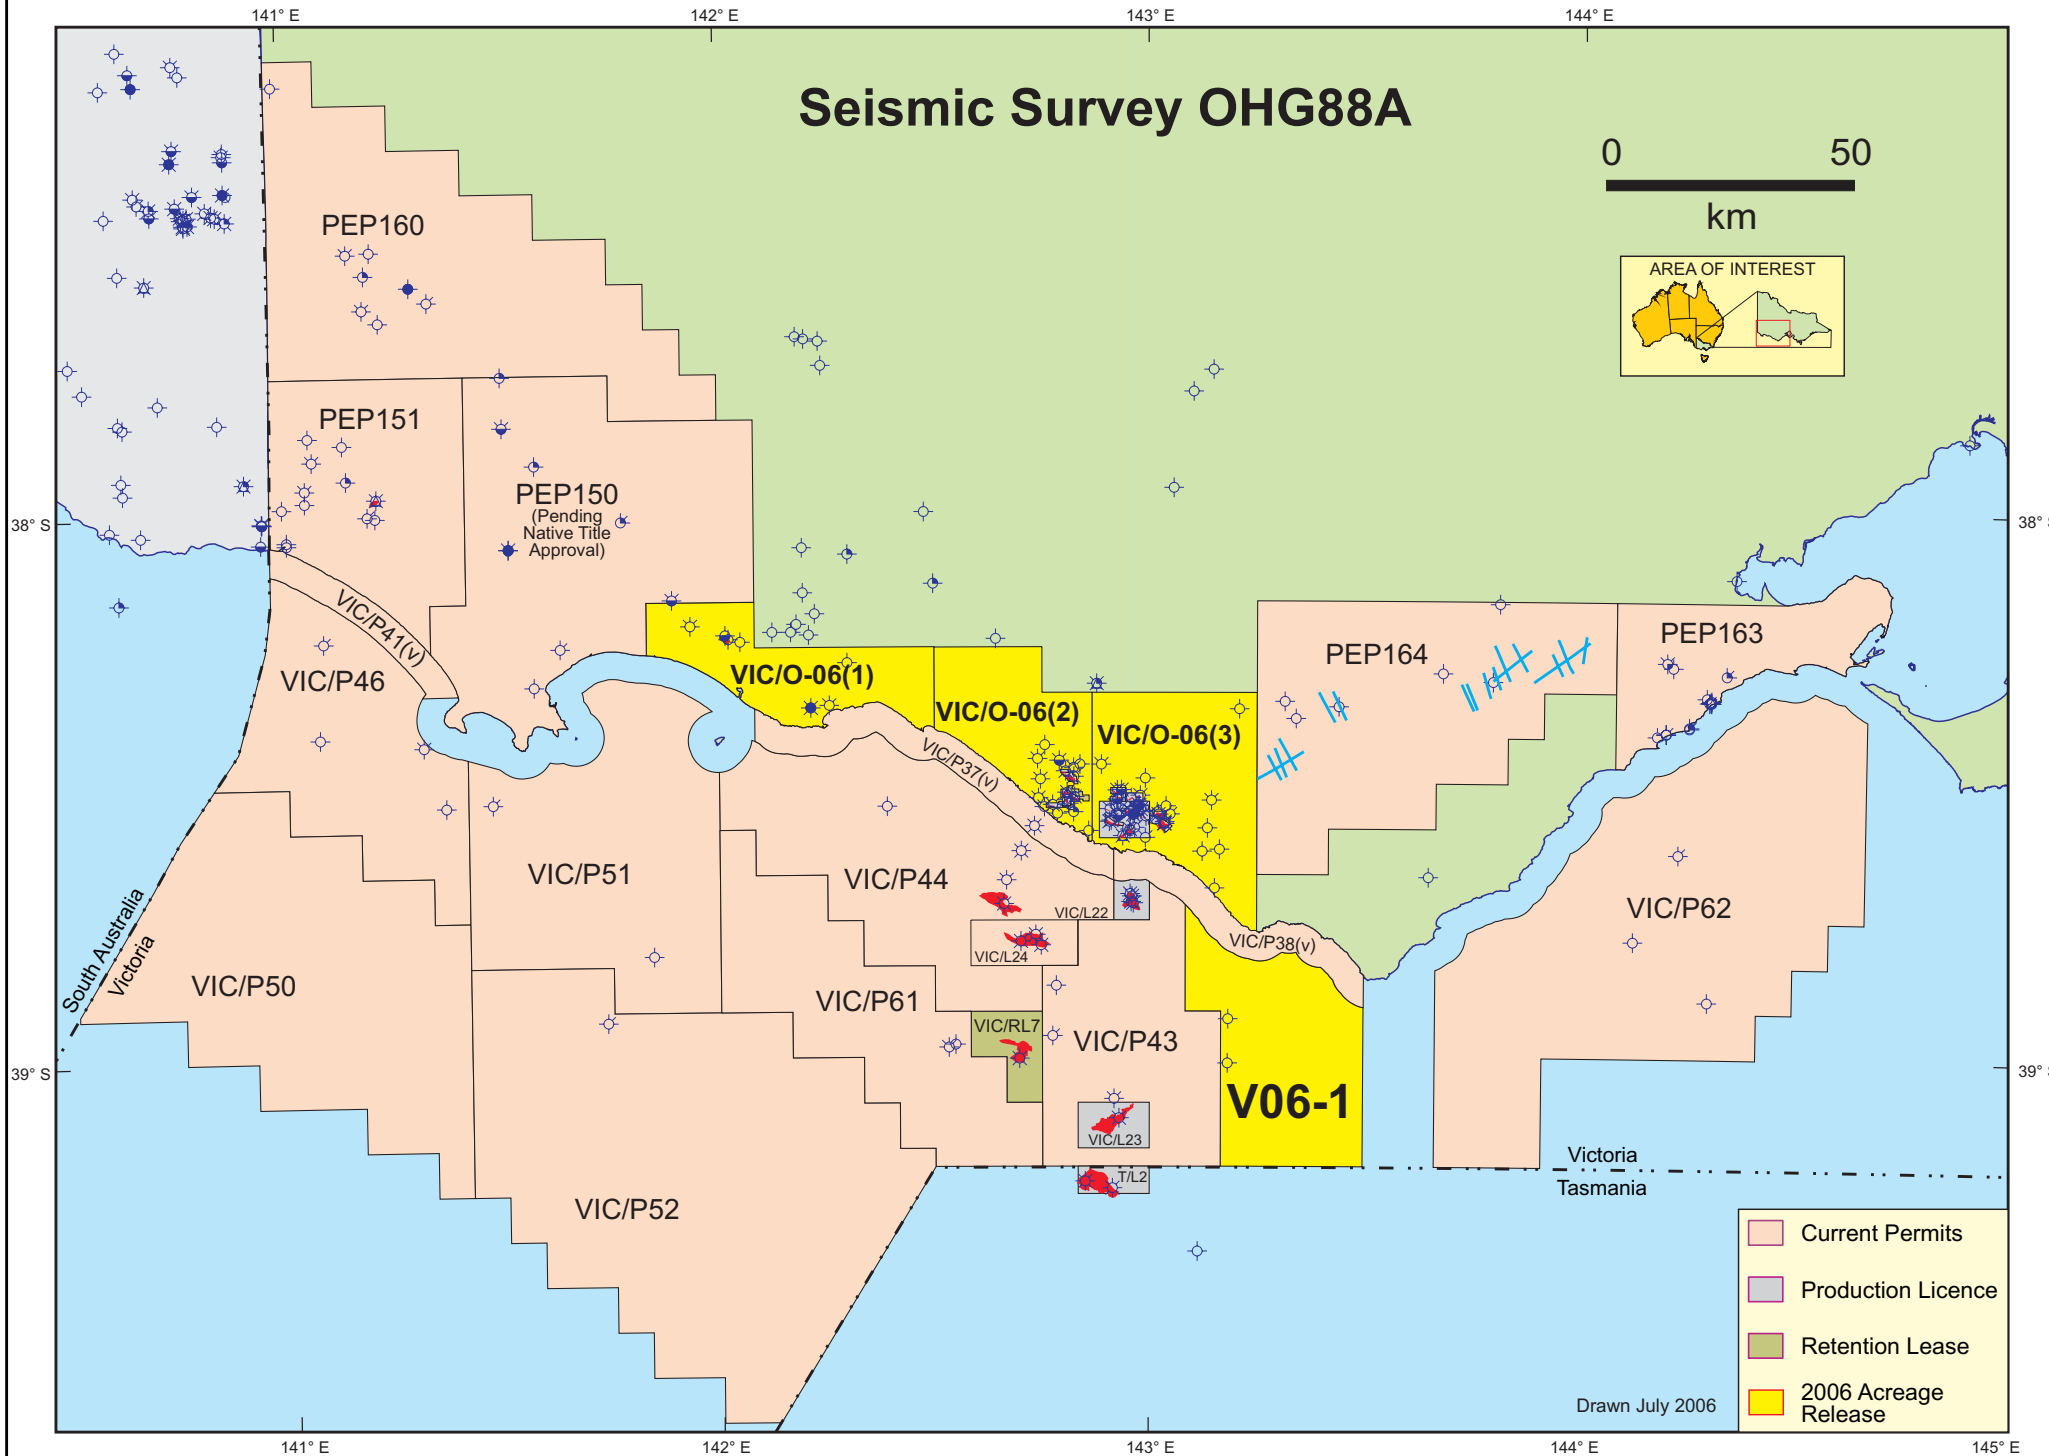 141° E
142° E
143° E
144° E
Seismic Survey OHG88A
0
50
km
AREA OF INTEREST
PEP160
PEP151
PEP150
(Pending
Native Title
Approval)
38° S
38° S
VIC/P41(v)
VIC/P46
VIC/O-06(1)
VIC/O-06(2)
VIC/O-06(3)
PEP164
PEP163
VIC/P37(v)
VIC/P51
VIC/P44
VIC/L22
VIC/P38(v)
VIC/P62
VIC/L24
South Australia
Victoria
VIC/P50
VIC/P61
VIC/RL7
VIC/P43
39° S
39° S
V06-1
VIC/L23
T/L2
Victoria
Tasmania
VIC/P52
Current Permits
Production Licence
Retention Lease
2006 Acreage
Release
Drawn July 2006
141° E
142° E
143° E
144° E
145° E